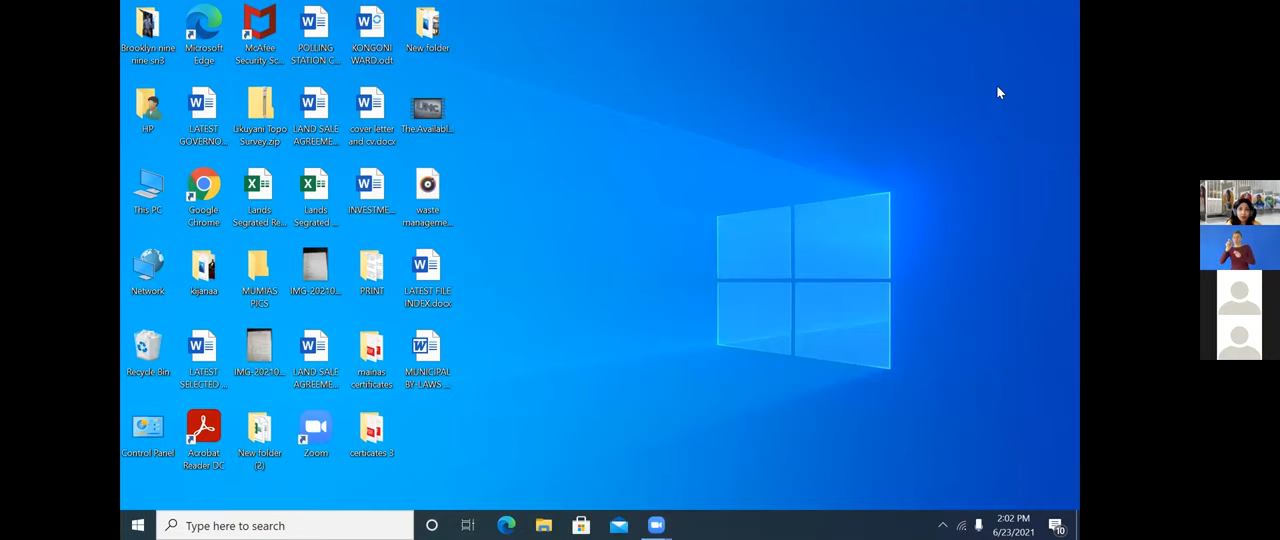 Brooklyn nine
nine sn3
Microsoft
Edge
McAfee
Security Sc...
POLLING
STATION C...
KONGONI
WARD.odt
New folder
HP
LATEST
GOVERNO...
Likuyani Topo
Survey.zip
LAND SALE
AGREEME...
cover letter
and cv.docx
UNC
The.Availabl...
This PC
Google
Chrome
Lands
Segrated Re...
Lands
Segrated ...
INVESTME...
waste
manageme...
Network
kijanaa
MUMIAS
PICS
IMG-20210...
PRINT
LATEST FILE
INDEX.docx
Recycle Bin
LATEST
SELECTED ...
IMG-20210...
LAND SALE
AGREEME...
mainas
certificates
MUNICIPAL
BY-LAWS ...
Control Panel
Acrobat
Reader DC
New folder
(2)
Zoom
certicates 3
Type here to search
2:02 PM
6/23/2021
10